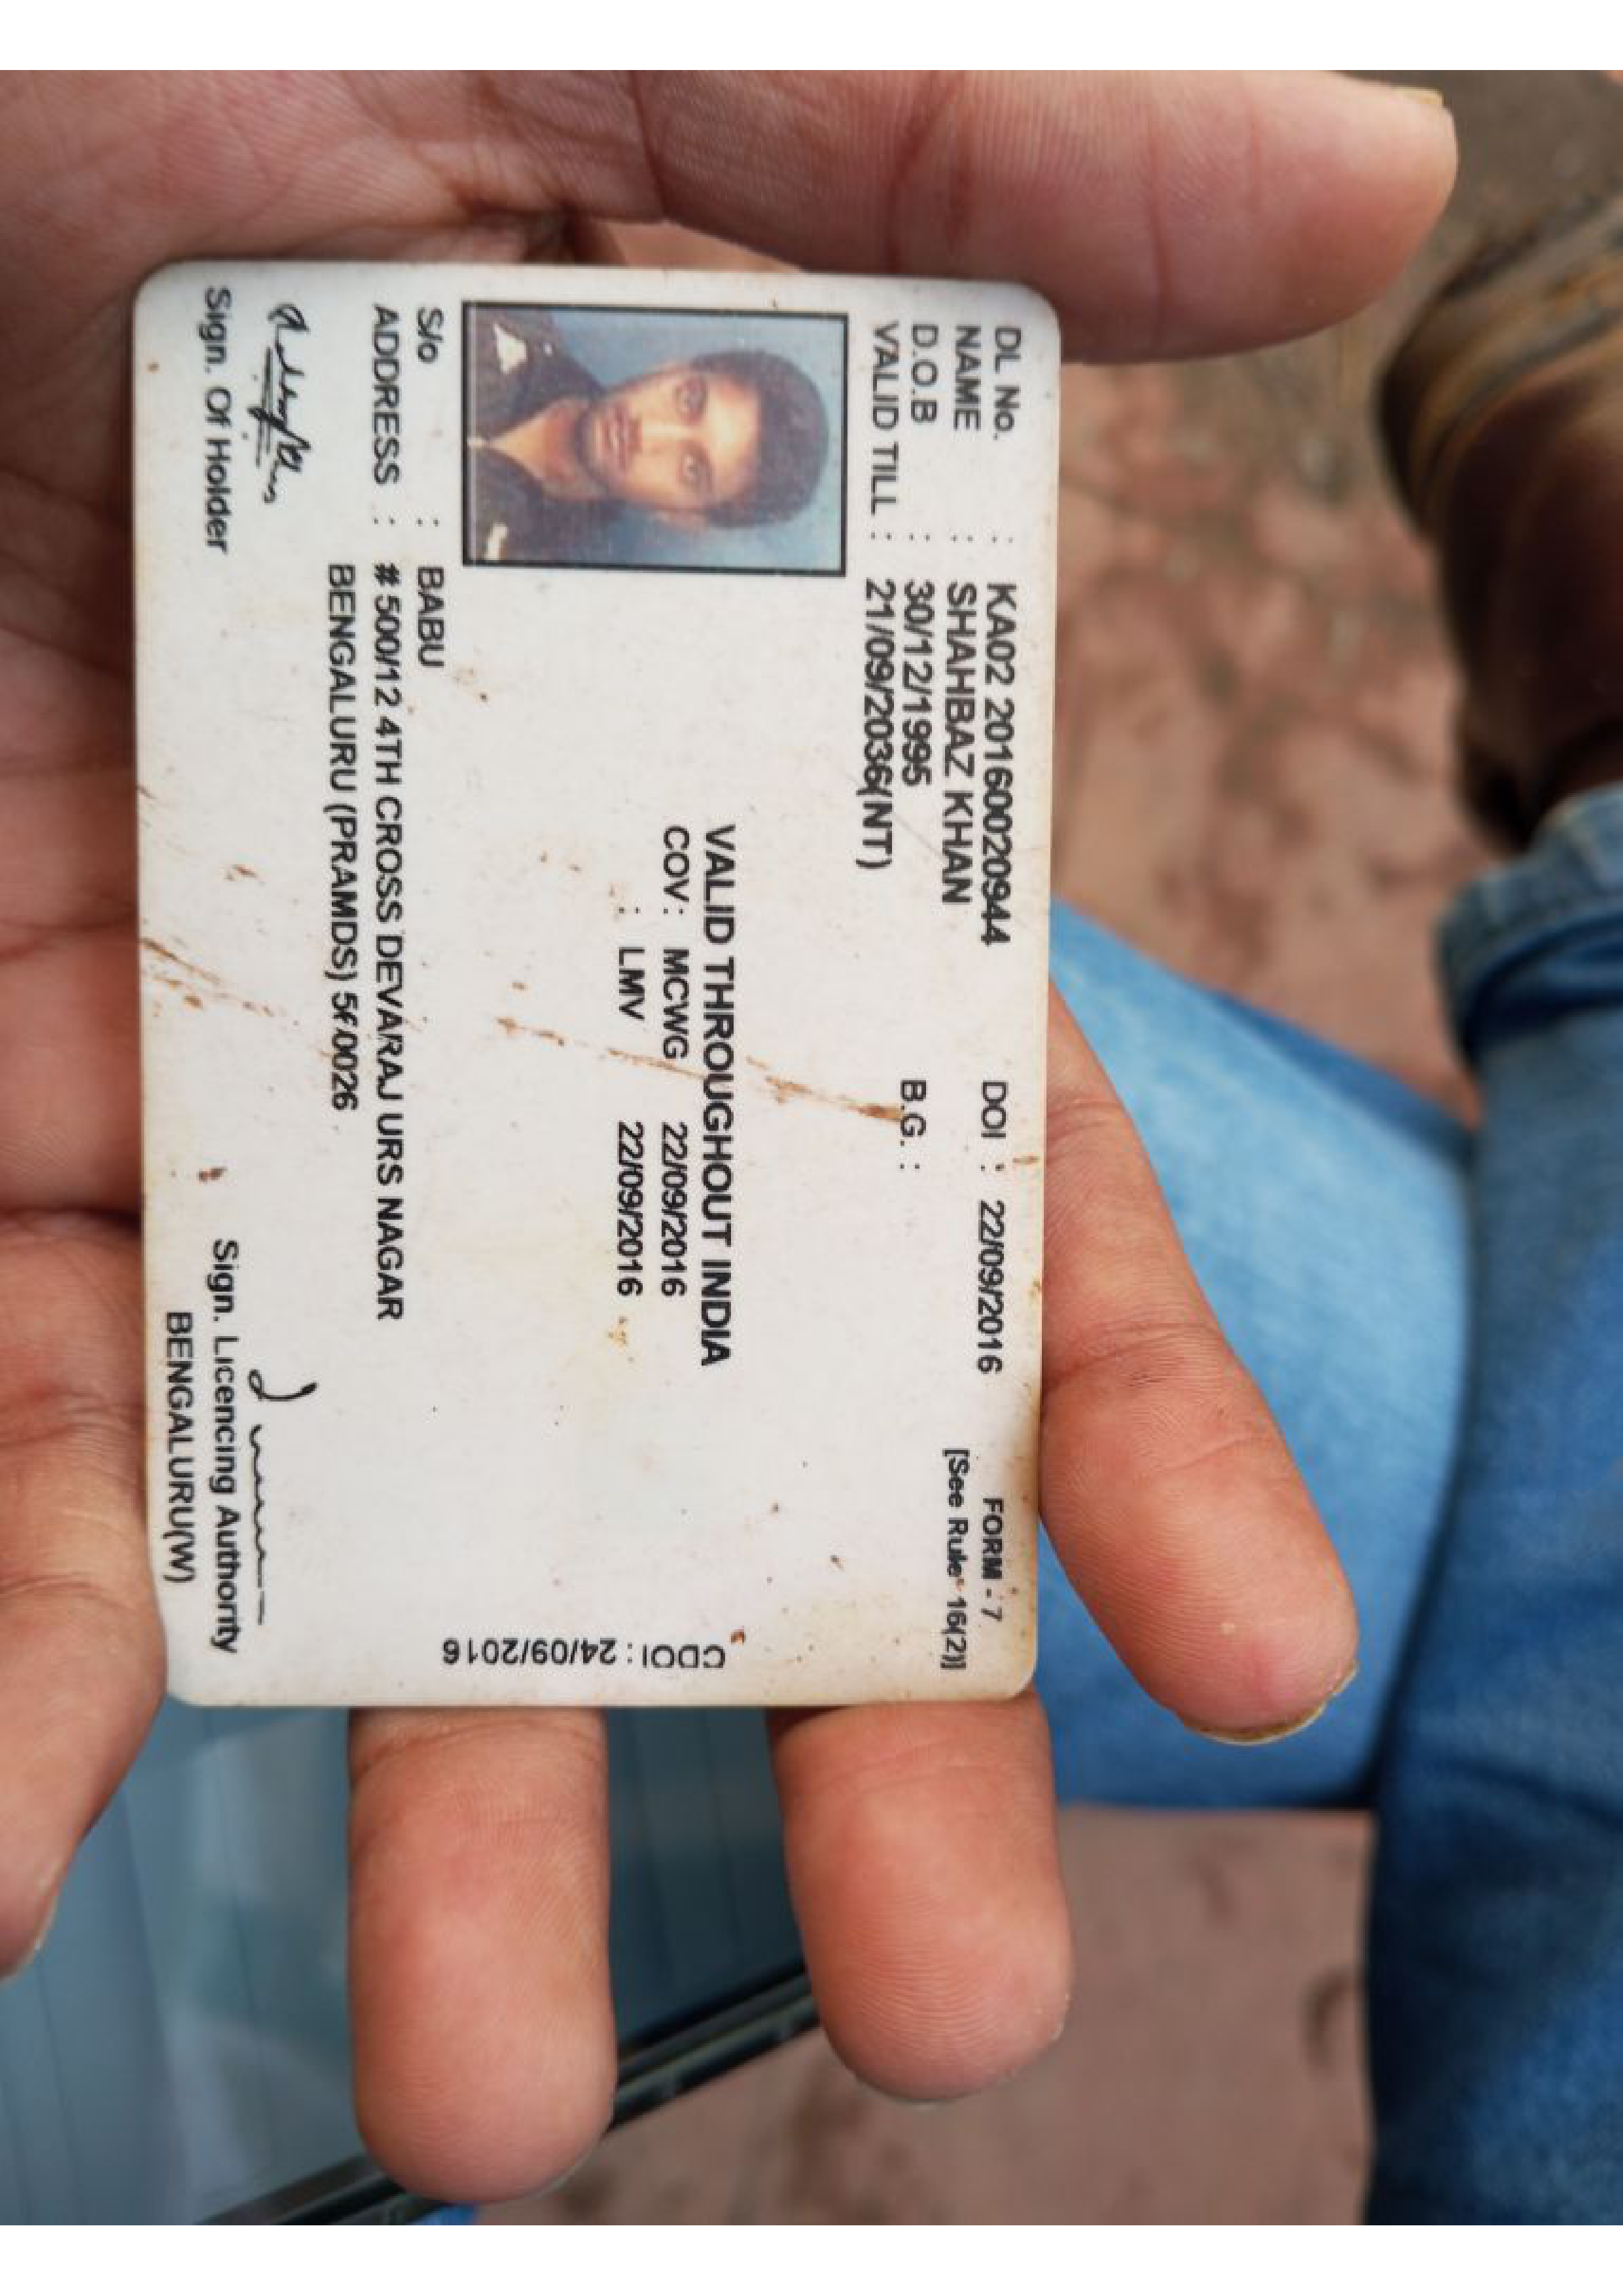 FORM - 7
[See Rule 16(2)]
DL No. : KA02 20160020944 DOI : 22/09/2016
NAME : SHAHBAZ KHAN
D.O.B : 30/12/1995 B.G. :
VALID TILL : 21/09/2036(NT)
VALID THROUGHOUT INDIA
COV: MCWG 22/09/2016
: LMV 22/09/2016
CDOI : 24/09/2016
S/o : BABU
ADDRESS : # 500/12 4TH CROSS DEVARAJ URS NAGAR
BENGALURU (PRAMDS)
Sign. Of Holder
Sign. Licencing Authority
BENGALURU(W)